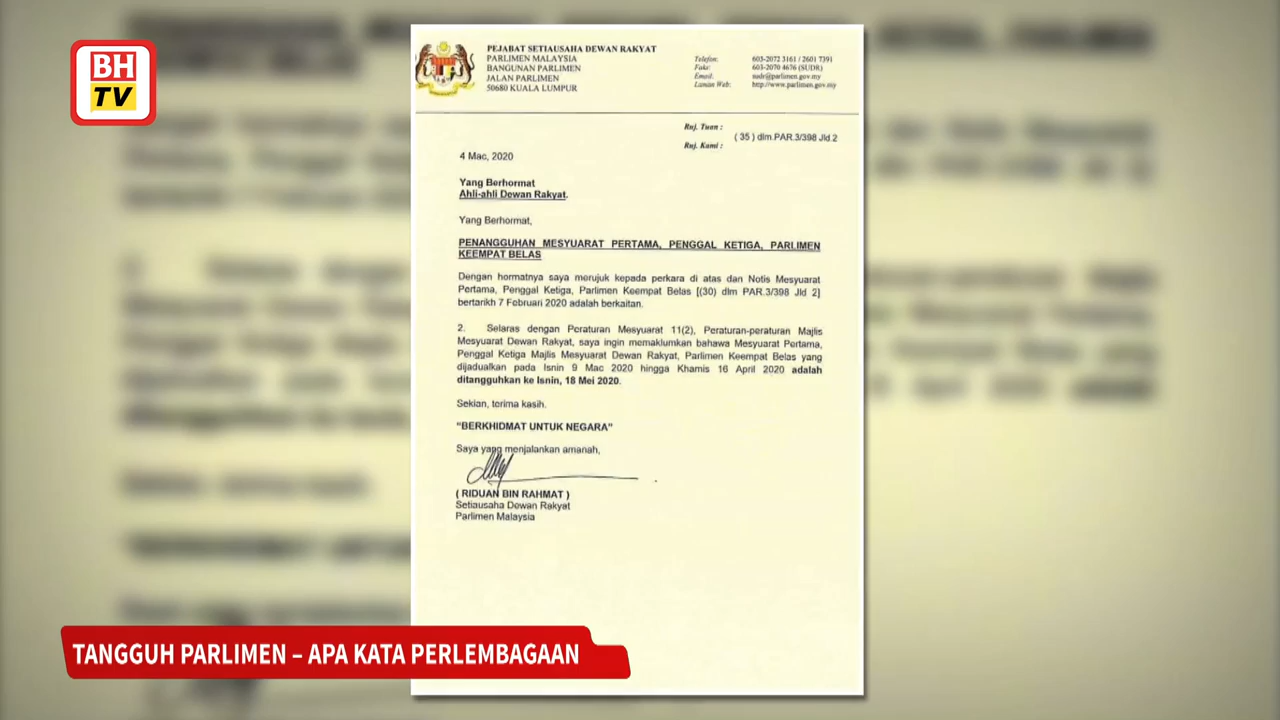 BH
TV
PEJABAT SETIAUSAHA DEWAN RAKYAT
PARLIMEN MALAYSIA
BANGUNAN PARLIMEN
JALAN PARLIMEN
50680 KUALA LUMPUR
Telefon: 603-2072 3161 / 2601 7391
Faks: 603-2070 4676 (SUDR)
Email: sudr@parlimen.gov.my
Laman Web: http://www.parlimen.gov.my
Ruj. Tuan :
( 35 ) dlm.PAR.3/398 Jld.2
Ruj. Kami :
4 Mac, 2020
Yang Berhormat
Ahli-ahli Dewan Rakyat.
Yang Berhormat,
PENANGGUHAN MESYUARAT PERTAMA, PENGGAL KETIGA, PARLIMEN
KEEMPAT BELAS
Dengan hormatnya saya merujuk kepada perkara di atas dan Notis Mesyuarat
Pertama, Penggal Ketiga, Parlimen Keempat Belas [(30) dlm PAR.3/398 Jld 2]
bertarikh 7 Februari 2020 adalah berkaitan.
2. Selaras dengan Peraturan Mesyuarat 11(2), Peraturan-peraturan Majlis
Mesyuarat Dewan Rakyat, saya ingin memaklumkan bahawa Mesyuarat Pertama,
Penggal Ketiga Majlis Mesyuarat Dewan Rakyat, Parlimen Keempat Belas yang
dijadualkan pada Isnin 9 Mac 2020 hingga Khamis 16 April 2020 adalah
ditangguhkan ke Isnin, 18 Mei 2020.
Sekian, terima kasih.
"BERKHIDMAT UNTUK NEGARA"
Saya yang menjalankan amanah,
( RIDUAN BIN RAHMAT )
Setiausaha Dewan Rakyat
Parlimen Malaysia
TANGGUH PARLIMEN – APA KATA PERLEMBAGAAN